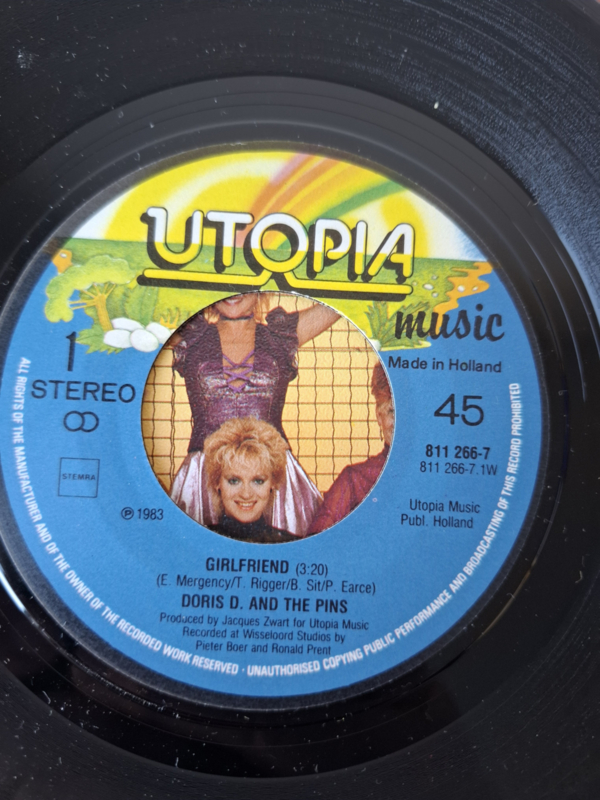 UTOPIA
music
Made in Holland
1
STEREO
45
811 266-7
811 266-7.1W
STEMRA
℗ 1983
Utopia Music
Publ. Holland
GIRLFRIEND (3:20)
(E. Mergency/T. Rigger/B. Sit/P. Earce)
DORIS D. AND THE PINS
Produced by Jacques Zwart for Utopia Music
Recorded at Wisseloord Studios by
Pieter Boer and Ronald Prent
ALL RIGHTS OF THE MANUFACTURER AND OF THE OWNER OF THE RECORDED WORK RESERVED · UNAUTHORISED COPYING PUBLIC PERFORMANCE AND BROADCASTING OF THIS RECORD PROHIBITED